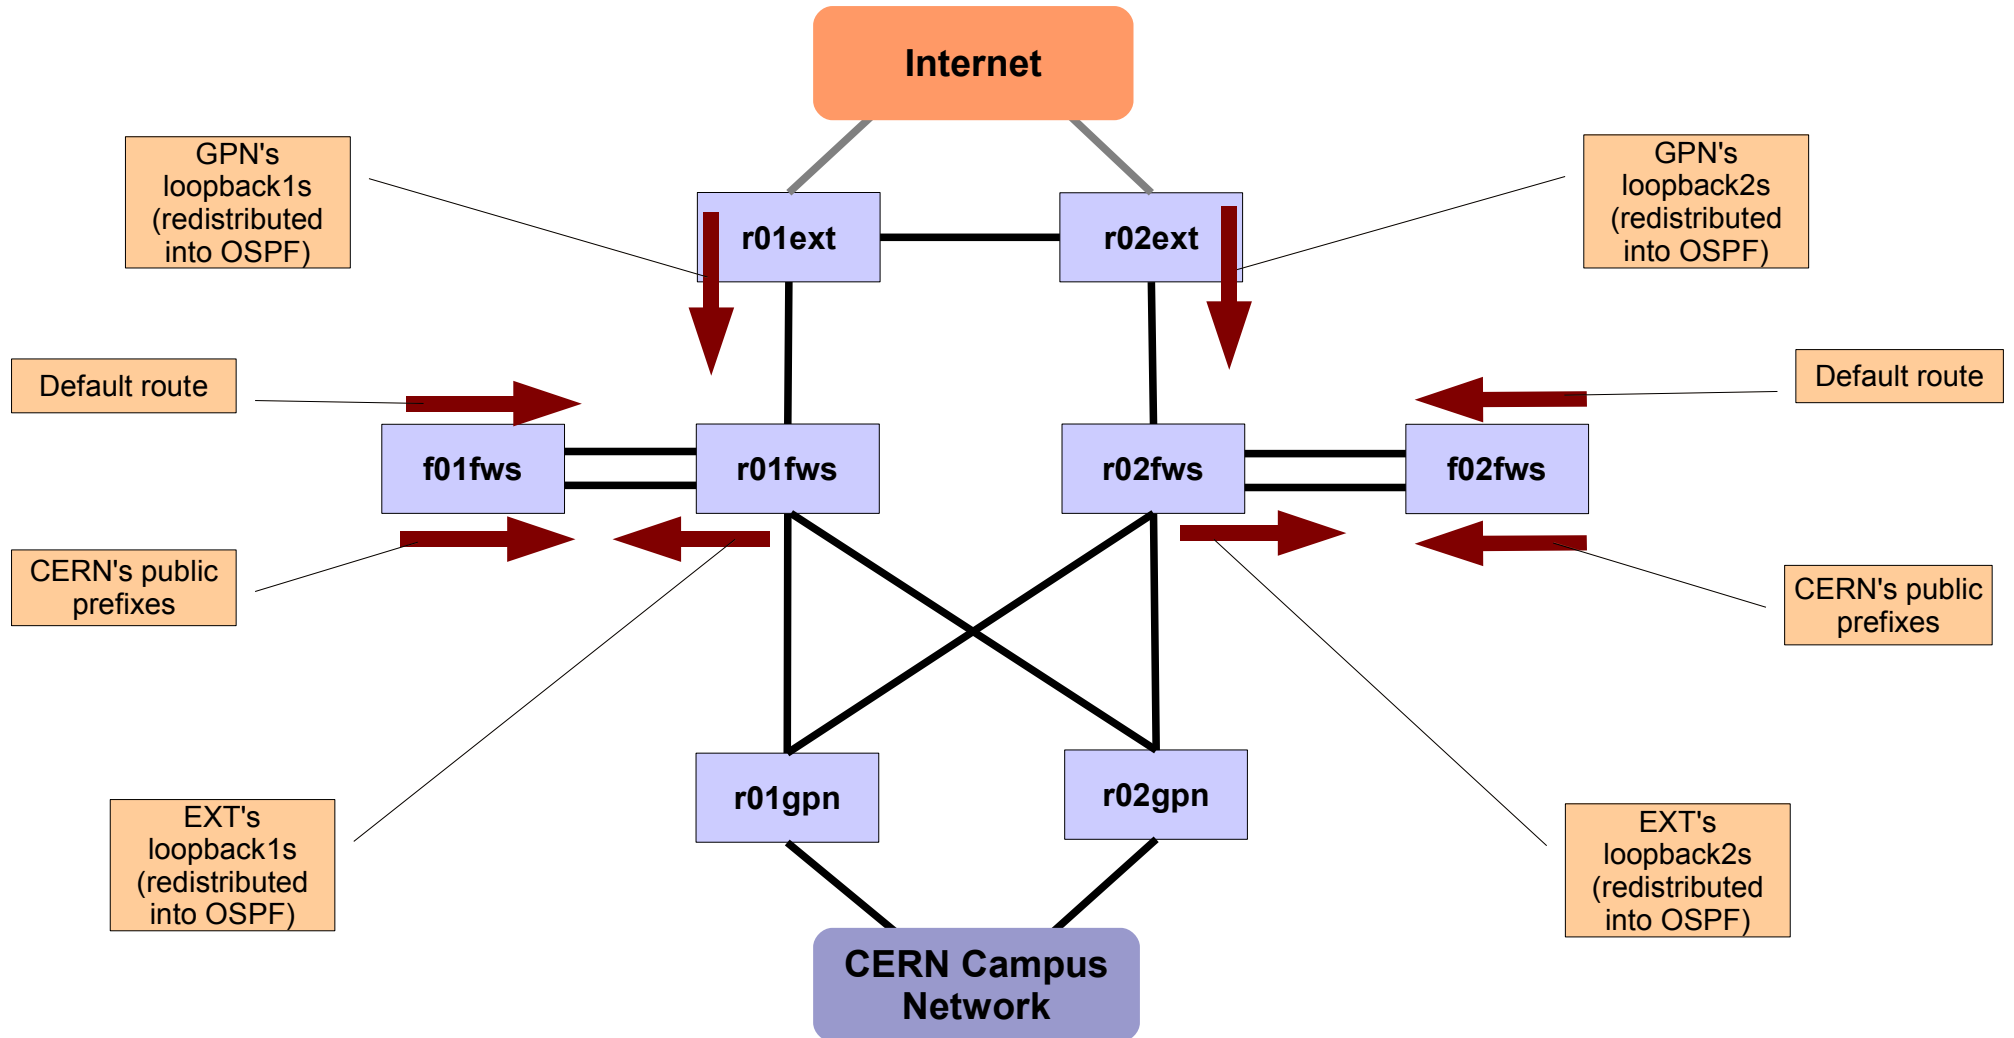 Internet
GPN's
loopback1s
(redistributed
into OSPF)
GPN's
loopback2s
(redistributed
into OSPF)
r01ext
r02ext
Default route
Default route
f01fws
r01fws
r02fws
f02fws
CERN's public
prefixes
CERN's public
prefixes
r01gpn
r02gpn
EXT's
loopback1s
(redistributed
into OSPF)
EXT's
loopback2s
(redistributed
into OSPF)
CERN Campus
Network